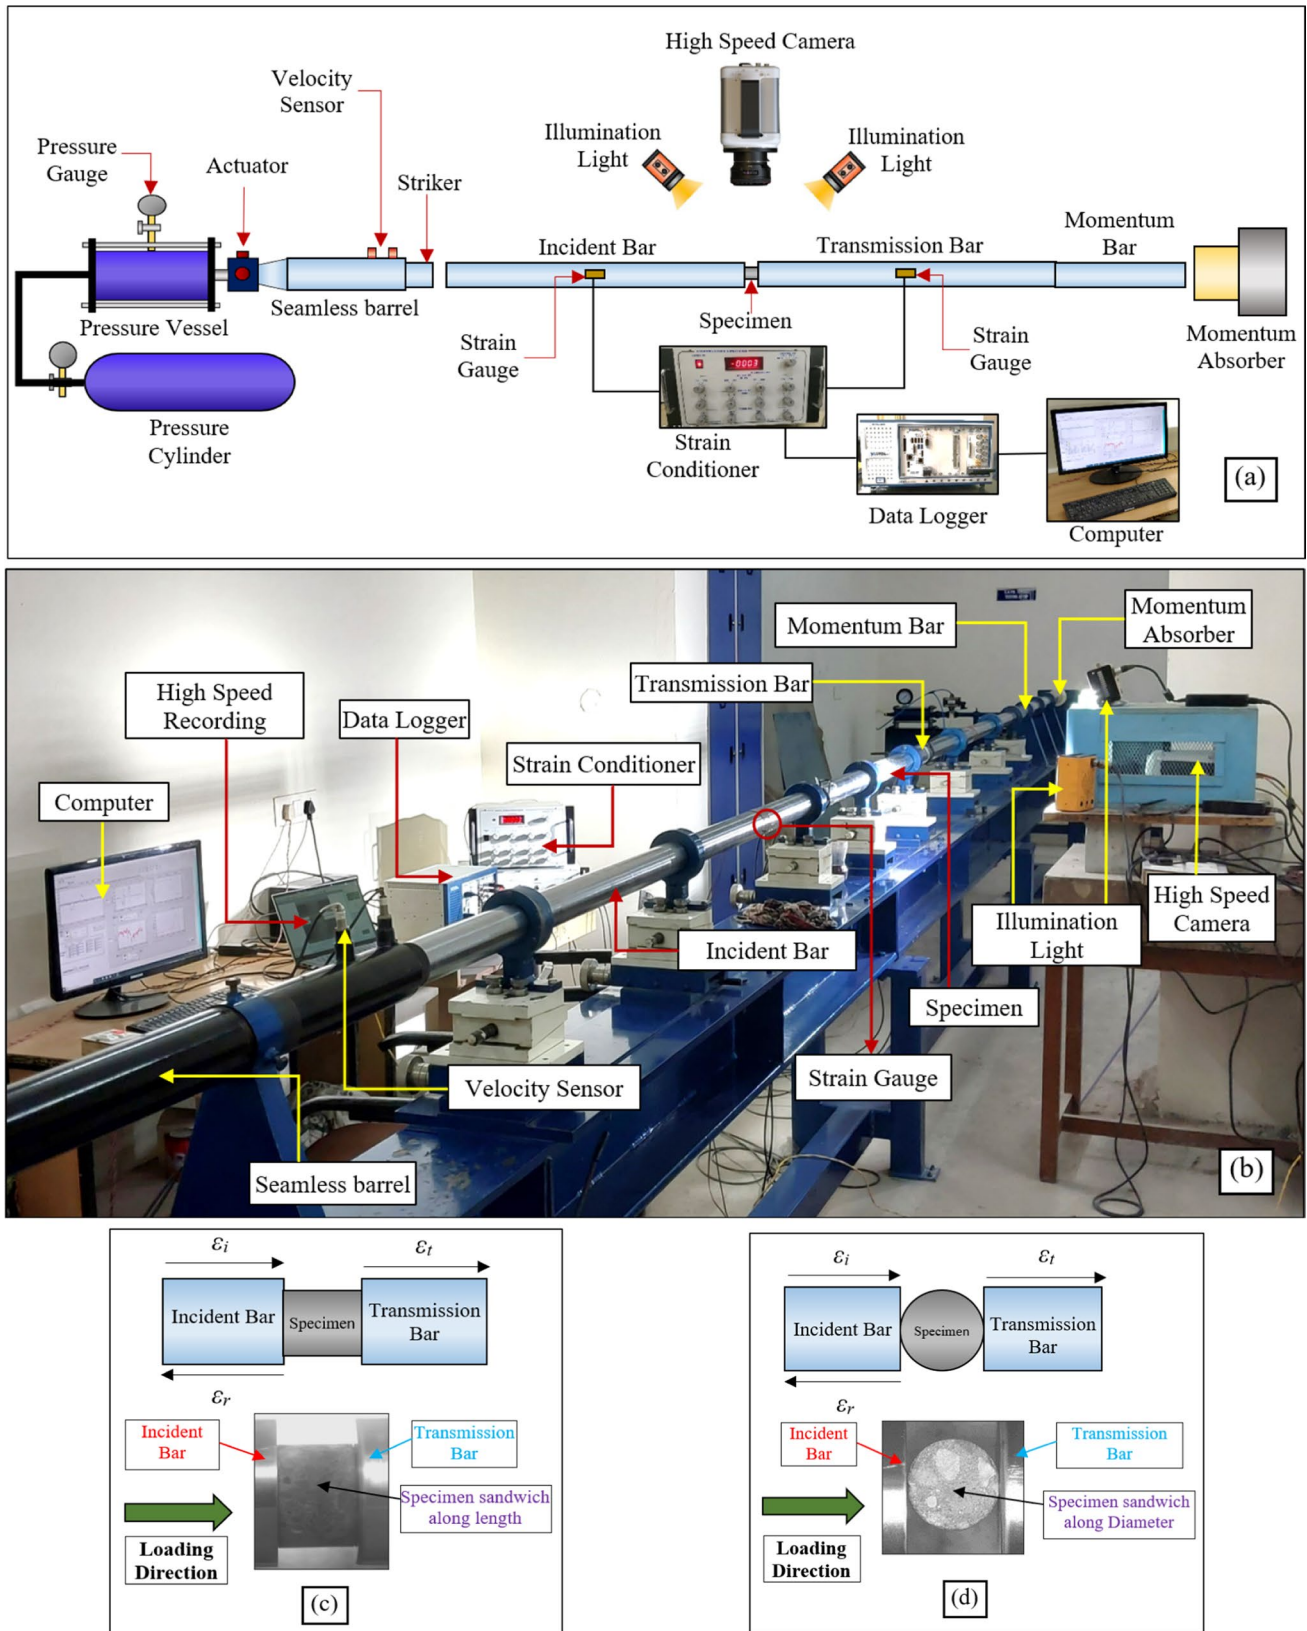 High Speed Camera
Velocity
Sensor
Illumination
Light
Illumination
Light
Pressure
Gauge
Actuator
Striker
Momentum
Bar
Incident Bar
Transmission Bar
Seamless barrel
Pressure Vessel
Specimen
Strain
Gauge
Strain
Gauge
Momentum
Absorber
-0003
Pressure
Cylinder
Strain
Conditioner
Data Logger
Computer
(a)
Momentum Bar
Momentum
Absorber
Transmission Bar
High Speed
Recording
Data Logger
Strain Conditioner
Computer
Incident Bar
Illumination
Light
High Speed
Camera
Specimen
Strain Gauge
Velocity Sensor
Seamless barrel
(b)
εi
εt
Incident Bar
Specimen
Transmission
Bar
εr
Incident
Bar
Transmission
Bar
Specimen sandwich
along length
Loading
Direction
(c)
εi
εt
Incident Bar
Specimen
Transmission
Bar
εr
Incident
Bar
Transmission
Bar
Specimen sandwich
along Diameter
Loading
Direction
(d)